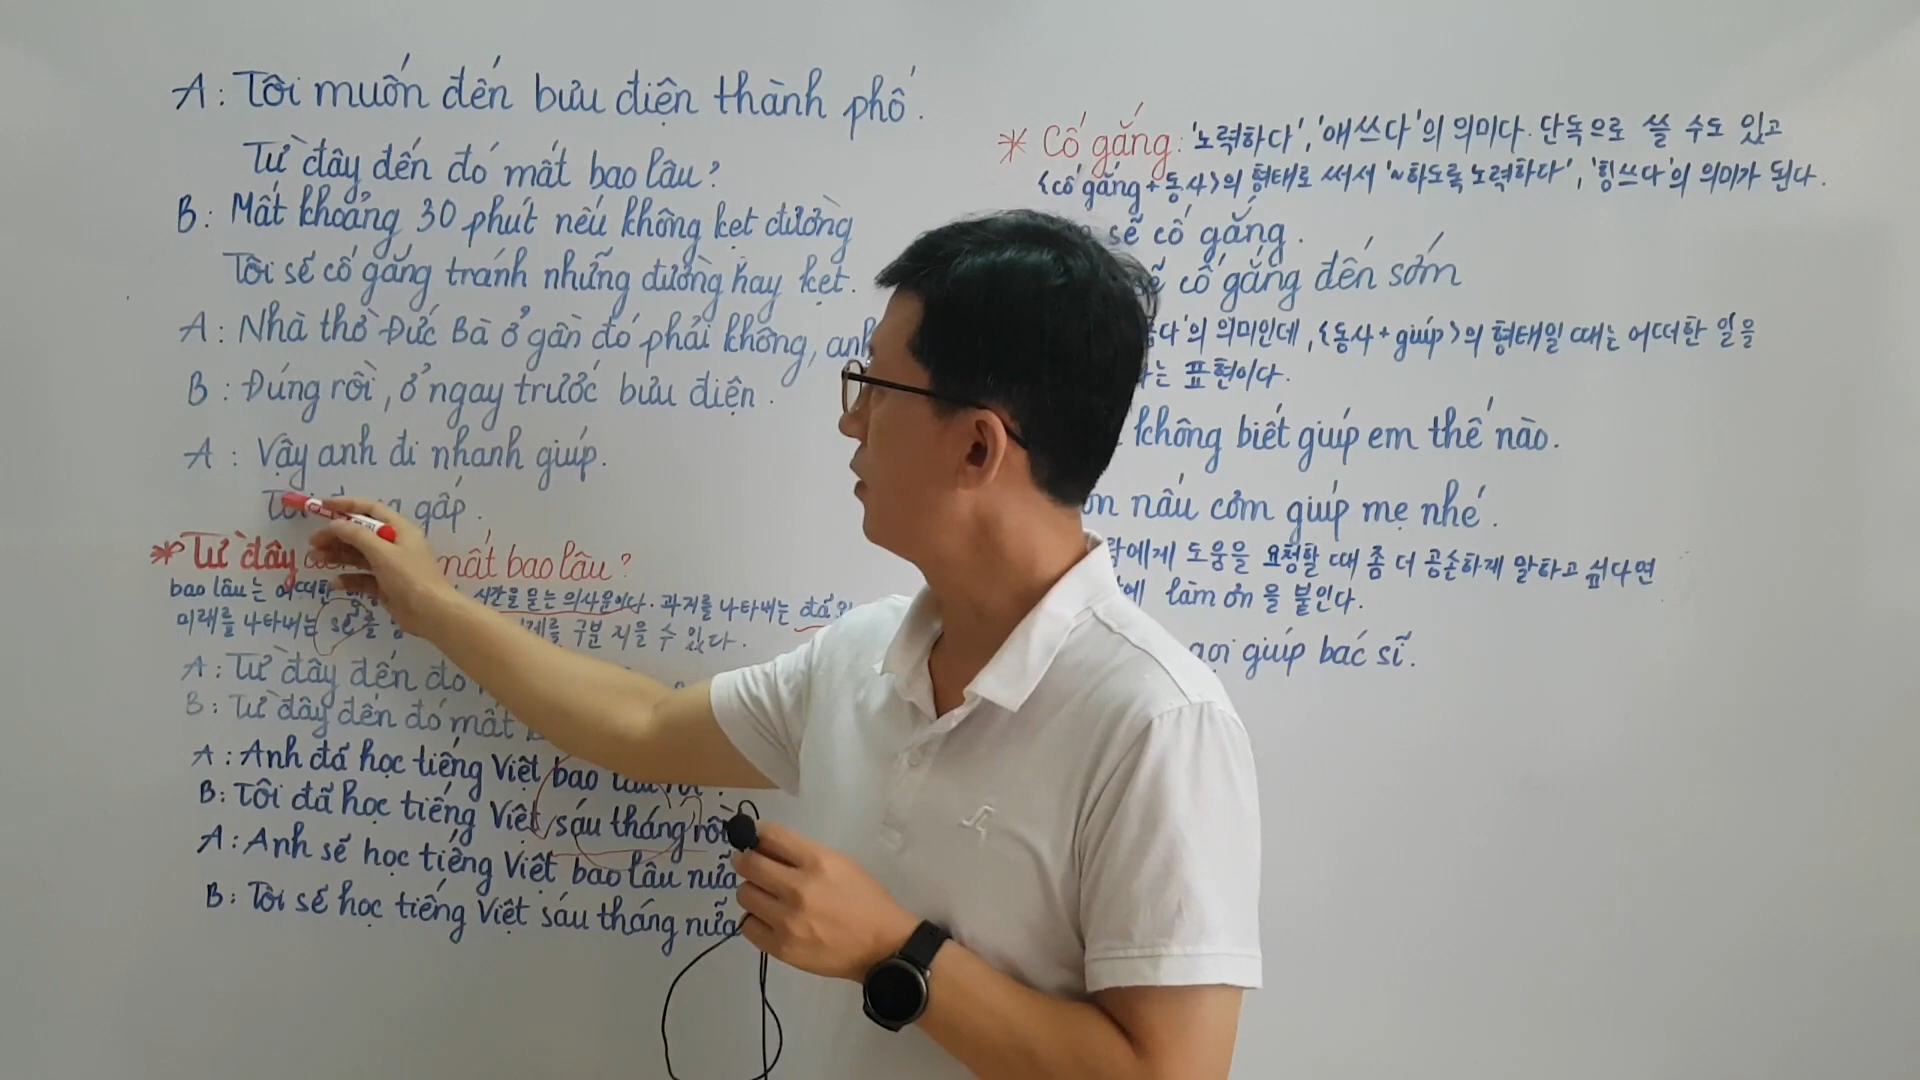 A: Tôi muốn đến bưu điện thành phố.
Từ đây đến đó mất bao lâu?
B: Mất khoảng 30 phút nếu không kẹt đường
Tôi sẽ cố gắng tránh những đường hay kẹt.
A: Nhà thờ Đức Bà ở gần đó phải không, anh
B: Đúng rồi, ở ngay trước bưu điện.
A: Vậy anh đi nhanh giúp.
gấp.
* Từ đây mất bao lâu?
bao lâu는 어떠한 시간을 묻는 의사문이다. 과거를 나타내는 đã
미래를 나타내는 sẽ를 구분 지을 수 있다.
A: Từ đây đến đó
B: Từ đây đến đó mất
A: Anh đã học tiếng Việt bao lâu rồi?
B: Tôi đã học tiếng Việt sáu tháng rồi
A: Anh sẽ học tiếng Việt bao lâu nữa
B: Tôi sẽ học tiếng Việt sáu tháng nữa
* Cố gắng: '노력하다', '애쓰다'의 의미다. 단독으로 쓸 수도 있고
<cố gắng + 동사>의 형태로 써서 '~하도록 노력하다', '힘쓰다'의 의미가 된다.
sẽ cố gắng.
sẽ cố gắng đến sớm
의 의미인데, <동사 + giúp>의 형태일 때는 어떠한 일을
는 표현이다.
không biết giúp em thế nào.
nấu cơm giúp mẹ nhé.
에게 도움을 요청할 때 좀 더 공손하게 말하고 싶다면
에 làm ơn을 붙인다.
gọi giúp bác sĩ.